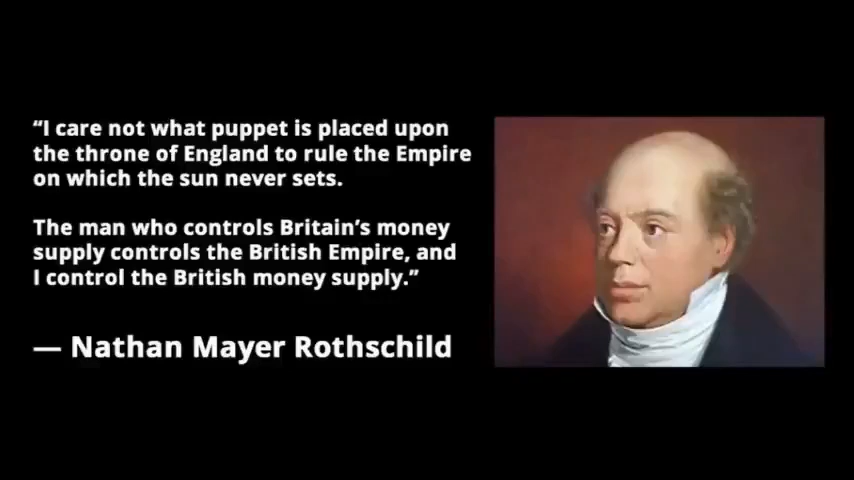 “I care not what puppet is placed upon
the throne of England to rule the Empire
on which the sun never sets.
The man who controls Britain’s money
supply controls the British Empire, and
I control the British money supply.”
— Nathan Mayer Rothschild